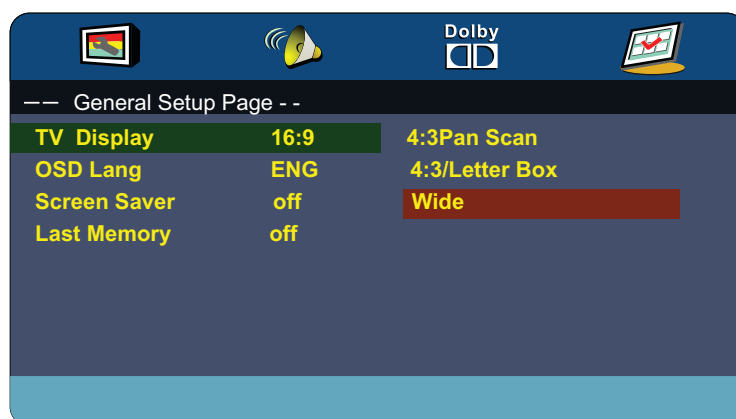 Dolby
—— General Setup Page - -
TV Display 16:9 4:3Pan Scan
OSD Lang ENG 4:3/Letter Box
Screen Saver off Wide
Last Memory off